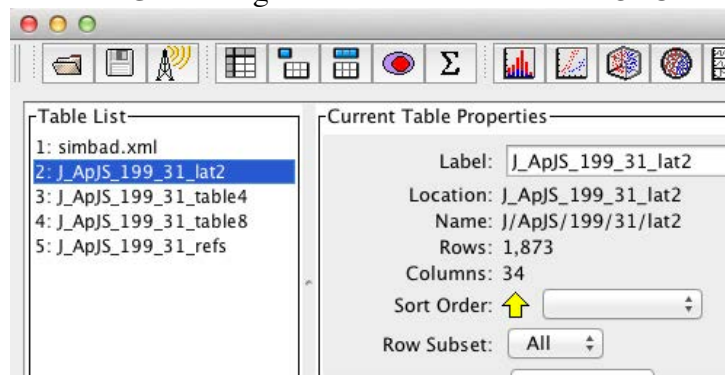 Table List
1: simbad.xml
2: J_ApJS_199_31_lat2
3: J_ApJS_199_31_table4
4: J_ApJS_199_31_table8
5: J_ApJS_199_31_refs
Current Table Properties
Label: J_ApJS_199_31_lat2
Location: J_ApJS_199_31_lat2
Name: J/ApJS/199/31/lat2
Rows: 1,873
Columns: 34
Sort Order:
Row Subset: All